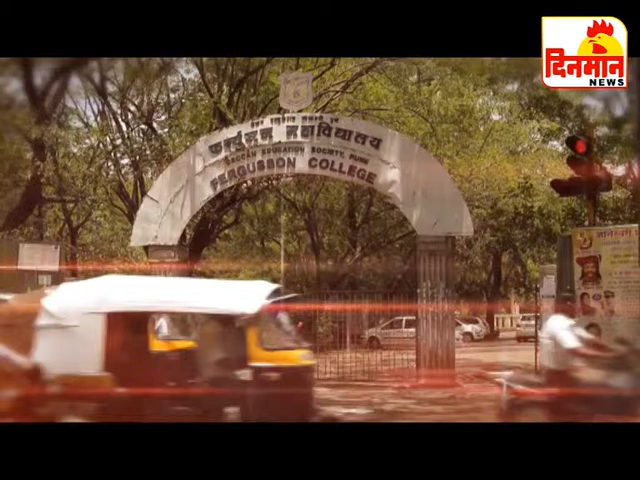 दिनमान
NEWS
फर्ग्युसन महाविद्यालय
DECCAN EDUCATION SOCIETY, PUNE
FERGUSSON COLLEGE